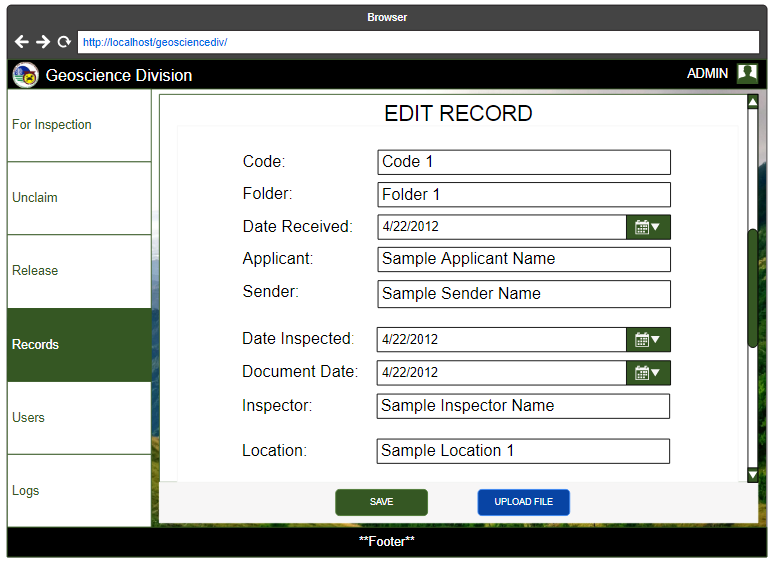 Browser
http://localhost/geosciencediv/
Geoscience Division
ADMIN
For Inspection
Unclaim
Release
Records
Users
Logs
EDIT RECORD
Code: Code 1
Folder: Folder 1
Date Received: 4/22/2012
Applicant: Sample Applicant Name
Sender: Sample Sender Name
Date Inspected: 4/22/2012
Document Date: 4/22/2012
Inspector: Sample Inspector Name
Location: Sample Location 1
SAVE
UPLOAD FILE
**Footer**